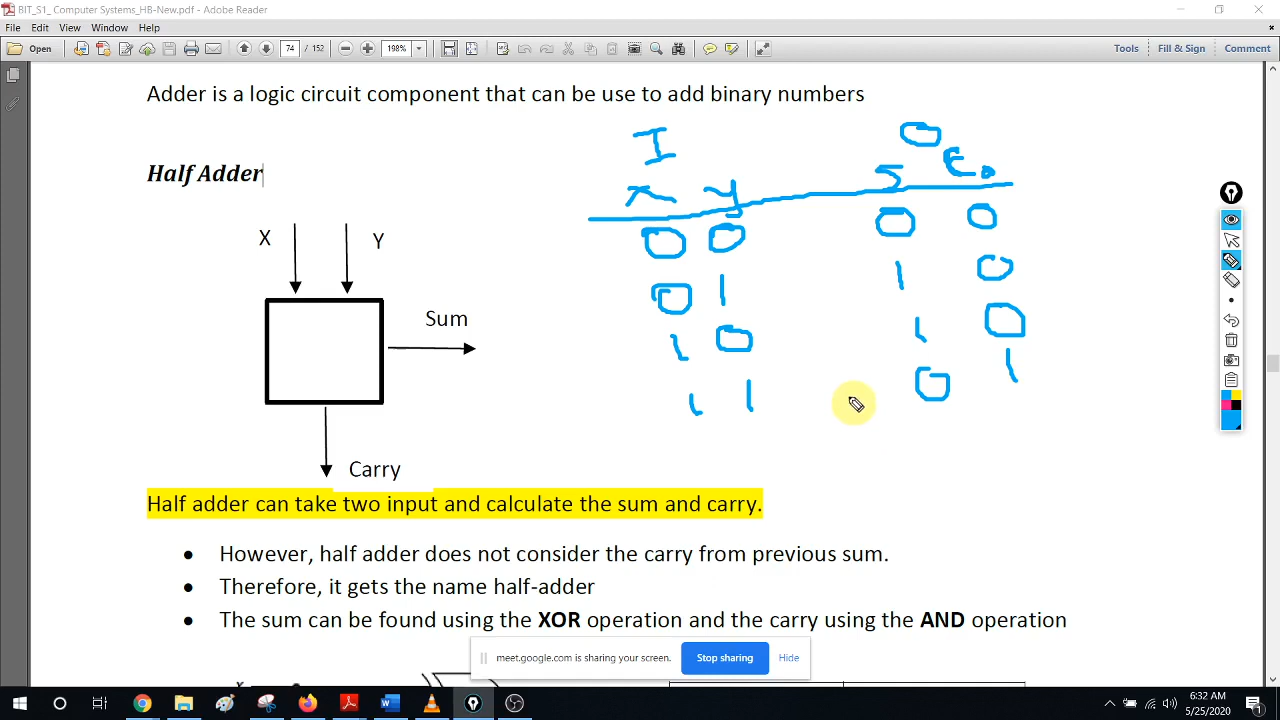 BIT_S1_ Computer Systems_HB-New.pdf - Adobe Reader
File Edit View Window Help
Open 74 / 152 198% Tools Fill & Sign Comment
Adder is a logic circuit component that can be use to add binary numbers
I O
Half Adder
x y S C
0 0 0 0
X Y
0 1 1 0
1 0 1 0
Sum
1 1 0 1
Carry
Half adder can take two input and calculate the sum and carry.
• However, half adder does not consider the carry from previous sum.
• Therefore, it gets the name half-adder
• The sum can be found using the XOR operation and the carry using the AND operation
meet.google.com is sharing your screen. Stop sharing Hide
6:32 AM
5/25/2020